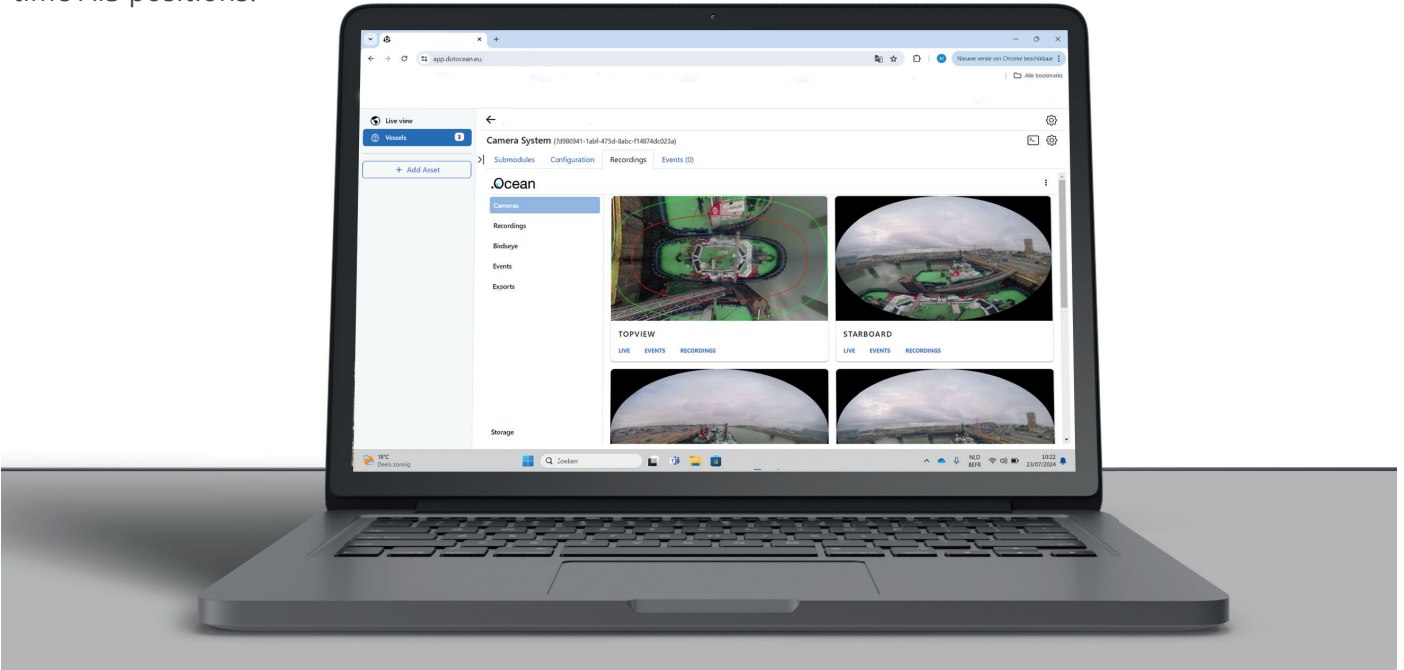 time AIS positions.
app.dotocean.eu.
Nieuwe versie van Chrome beschikbaar
Alle bookmarks
Live view
Vessels 3
+ Add Asset
Camera System (7d980941-1abf-475d-8abc-f14874dc023a)
Submodules Configuration Recordings Events (0)
.Ocean
Cameras
Recordings
Birdseye
Events
Exports
Storage
TOPVIEW
LIVE EVENTS RECORDINGS
STARBOARD
LIVE EVENTS RECORDINGS
18°C
Deels zonnig
Zoeken
NLD
BEFR
10:22
23/07/2024